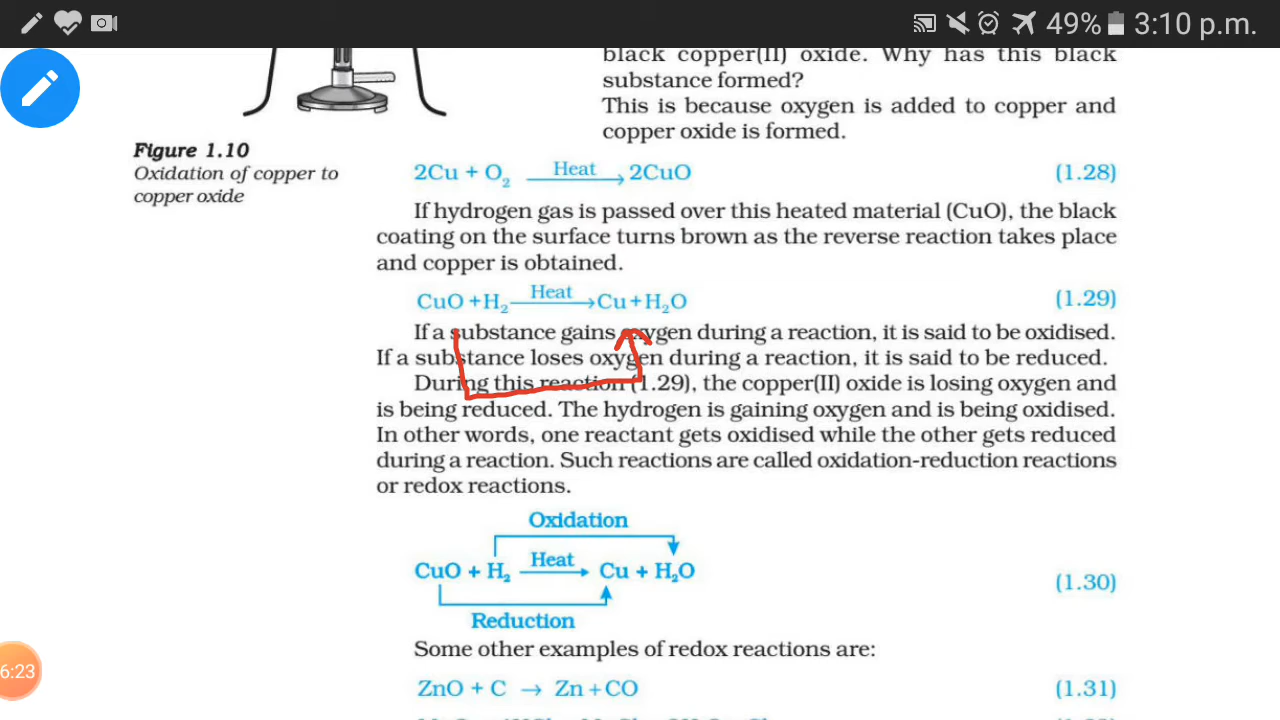 49% 3:10 p.m.
black copper(II) oxide. Why has this black
substance formed?
This is because oxygen is added to copper and
copper oxide is formed.
Figure 1.10
Oxidation of copper to
copper oxide
2Cu + O₂ Heat→ 2CuO (1.28)
If hydrogen gas is passed over this heated material (CuO), the black
coating on the surface turns brown as the reverse reaction takes place
and copper is obtained.
CuO +H₂ Heat→ Cu+H₂O (1.29)
If a substance gains oxygen during a reaction, it is said to be oxidised.
If a substance loses oxygen during a reaction, it is said to be reduced.
During this reaction (1.29), the copper(II) oxide is losing oxygen and
is being reduced. The hydrogen is gaining oxygen and is being oxidised.
In other words, one reactant gets oxidised while the other gets reduced
during a reaction. Such reactions are called oxidation-reduction reactions
or redox reactions.
Oxidation
CuO + H₂ Heat→ Cu + H₂O (1.30)
Reduction
Some other examples of redox reactions are:
6:23
ZnO + C → Zn + CO (1.31)